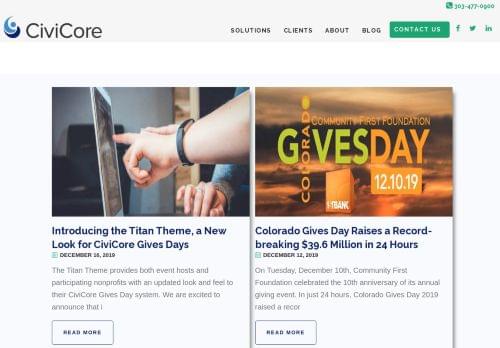 303-477-0900
CiviCore
SOLUTIONS CLIENTS ABOUT BLOG CONTACT US
COLORADO
COMMUNITY FIRST FOUNDATION
GIVESDAY
12.10.19
1STBANK
Introducing the Titan Theme, a New
Look for CiviCore Gives Days
DECEMBER 16, 2019
The Titan Theme provides both event hosts and
participating nonprofits with an updated look and feel to
their CiviCore Gives Day system. We are excited to
announce that i
READ MORE
Colorado Gives Day Raises a Record-
breaking $39.6 Million in 24 Hours
DECEMBER 12, 2019
On Tuesday, December 10th, Community First
Foundation celebrated the 10th anniversary of its annual
giving event. In just 24 hours, Colorado Gives Day 2019
raised a recor
READ MORE